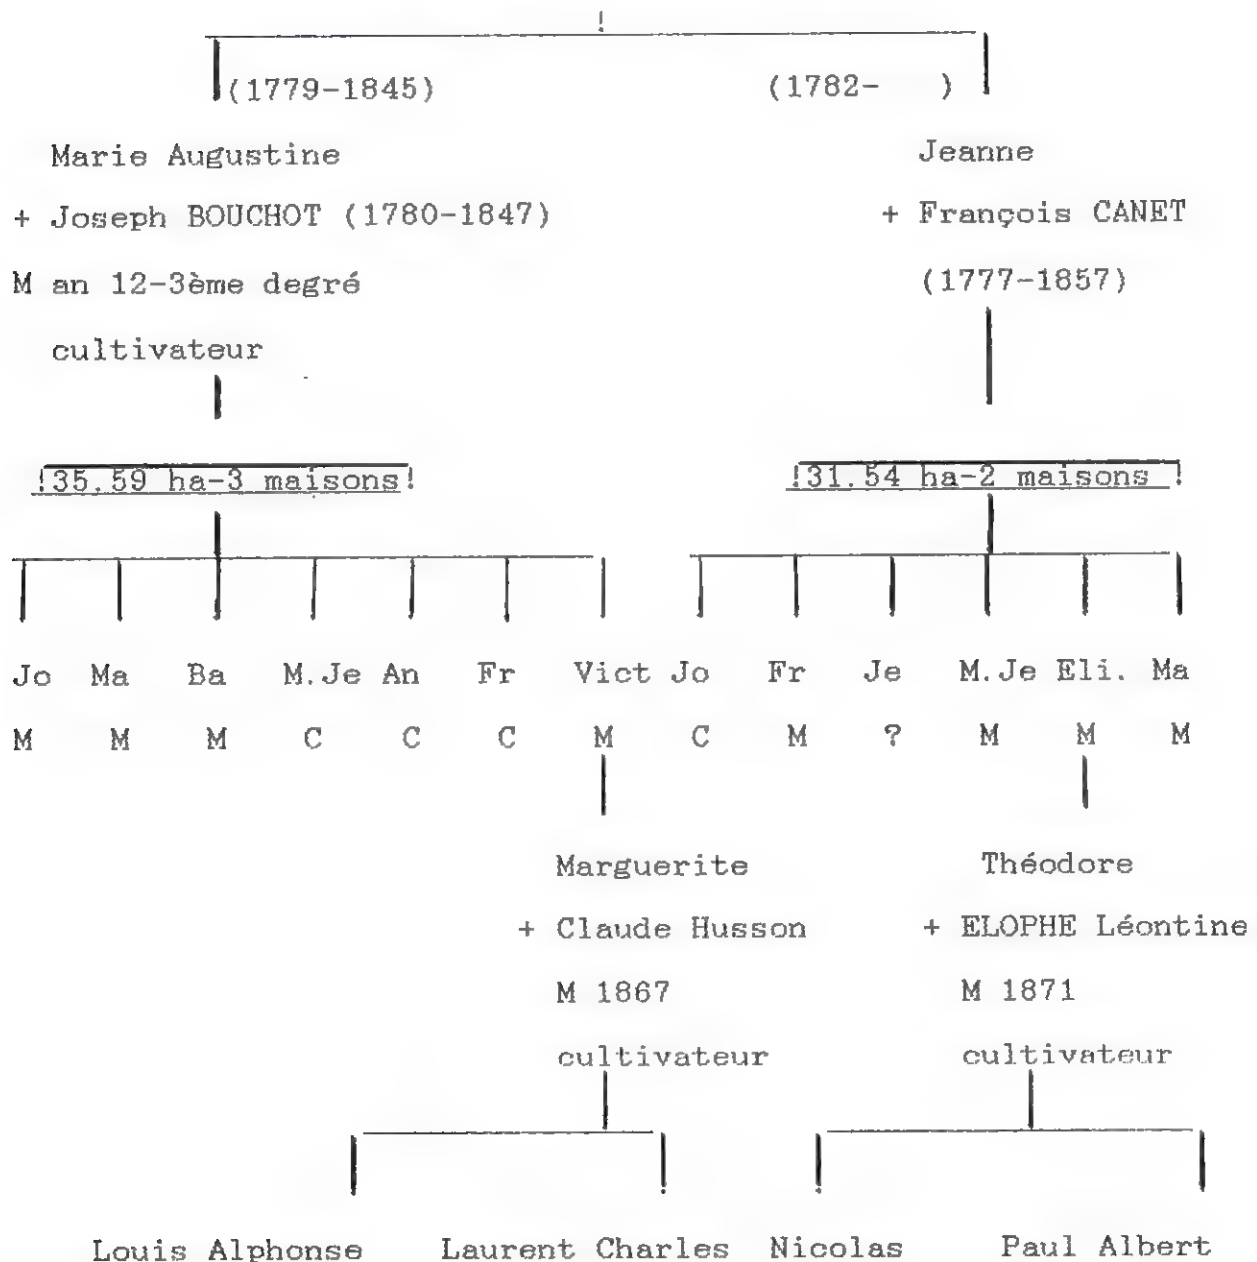 (1779-1845) (1782- )
Marie Augustine Jeanne
+ Joseph BOUCHOT (1780-1847) + François CANET
M an 12-3ème degré (1777-1857)
cultivateur
!35.59 ha-3 maisons! !31.54 ha-2 maisons !
Jo Ma Ba M.Je An Fr Vict Jo Fr Je M.Je Eli. Ma
M M M C C C M C M ? M M M
Marguerite Théodore
+ Claude Husson + ELOPHE Léontine
M 1867 M 1871
cultivateur cultivateur
Louis Alphonse Laurent Charles Nicolas Paul Albert